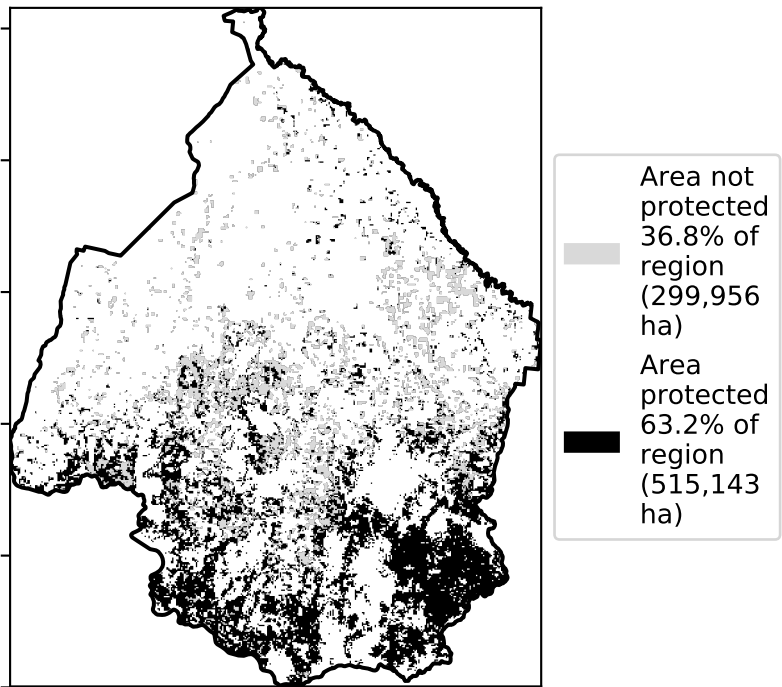 Area not
protected
36.8% of
region
(299,956
ha)
Area
protected
63.2% of
region
(515,143
ha)